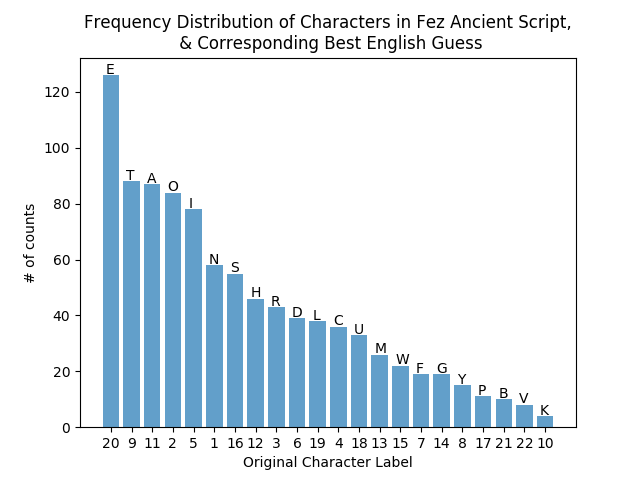 Frequency Distribution of Characters in Fez Ancient Script,
& Corresponding Best English Guess
# of counts
120
100
80
60
40
20
0
E T A O I N S H R D L C U M W F G Y P B V K
20 9 11 2 5 1 16 12 3 6 19 4 18 13 15 7 14 8 17 21 22 10
Original Character Label